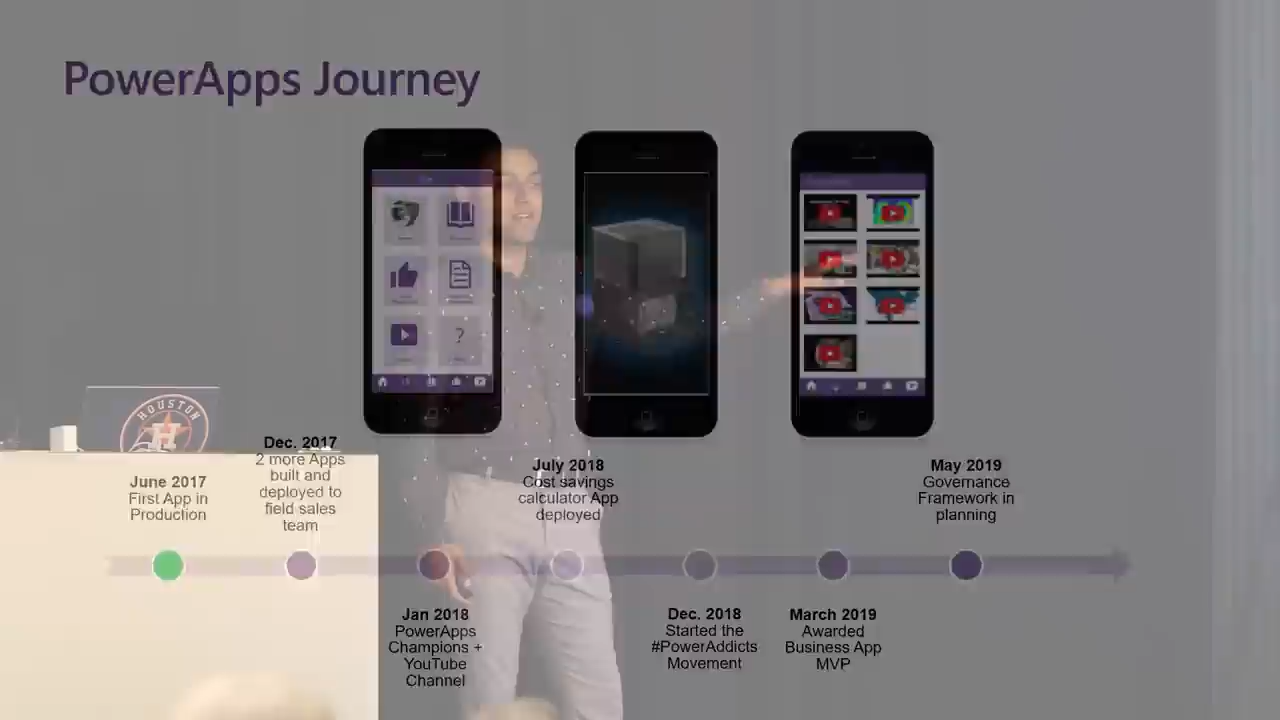 PowerApps Journey
HOUSTON
H
June 2017
First App in
Production
Dec. 2017
2 more Apps
built and
deployed to
field sales
team
Jan 2018
PowerApps
Champions +
YouTube
Channel
July 2018
Cost savings
calculator App
deployed
Dec. 2018
Started the
#PowerAddicts
Movement
March 2019
Awarded
Business App
MVP
May 2019
Governance
Framework in
planning